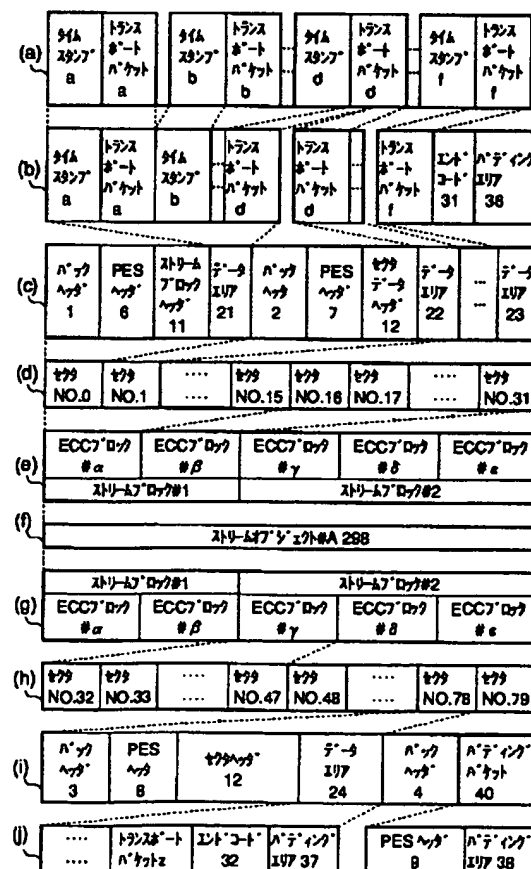 (a) タイムスタンプ a トランスポートパケット a タイムスタンプ b トランスポートパケット b タイムスタンプ d トランスポートパケット d タイムスタンプ f トランスポートパケット f
(b) タイムスタンプ a トランスポートパケット a タイムスタンプ b トランスポートパケット d トランスポートパケット d トランスポートパケット f エンドコード 31 パディングエリア 36
(c) パックヘッダ 1 PESヘッダ 6 ストリームブロックヘッダ 11 データエリア 21 パックヘッダ 2 PESヘッダ 7 セクタデータヘッダ 12 データエリア 22 ... データエリア 23
(d) セクタ NO.0 セクタ NO.1 ···· ···· セクタ NO.15 セクタ NO.16 セクタ NO.17 ···· ···· セクタ NO.31
(e) ECCブロック #α ECCブロック #β ECCブロック #γ ECCブロック #δ ECCブロック #ε
ストリームブロック#1 ストリームブロック#2
(f) ストリームオブジェクト#A 298
ストリームブロック#1 ストリームブロック#2
(g) ECCブロック #α ECCブロック #β ECCブロック #γ ECCブロック #δ ECCブロック #ε
(h) セクタ NO.32 セクタ NO.33 ···· ···· セクタ NO.47 セクタ NO.48 ···· ···· セクタ NO.78 セクタ NO.79
(i) パックヘッダ 3 PESヘッダ 8 セクタヘッダ 12 データエリア 24 パックヘッダ 4 パディングパケット 40
(j) ···· ···· トランスポートパケットz エンドコード 32 パディングエリア 37 PESヘッダ 9 パディングエリア 38